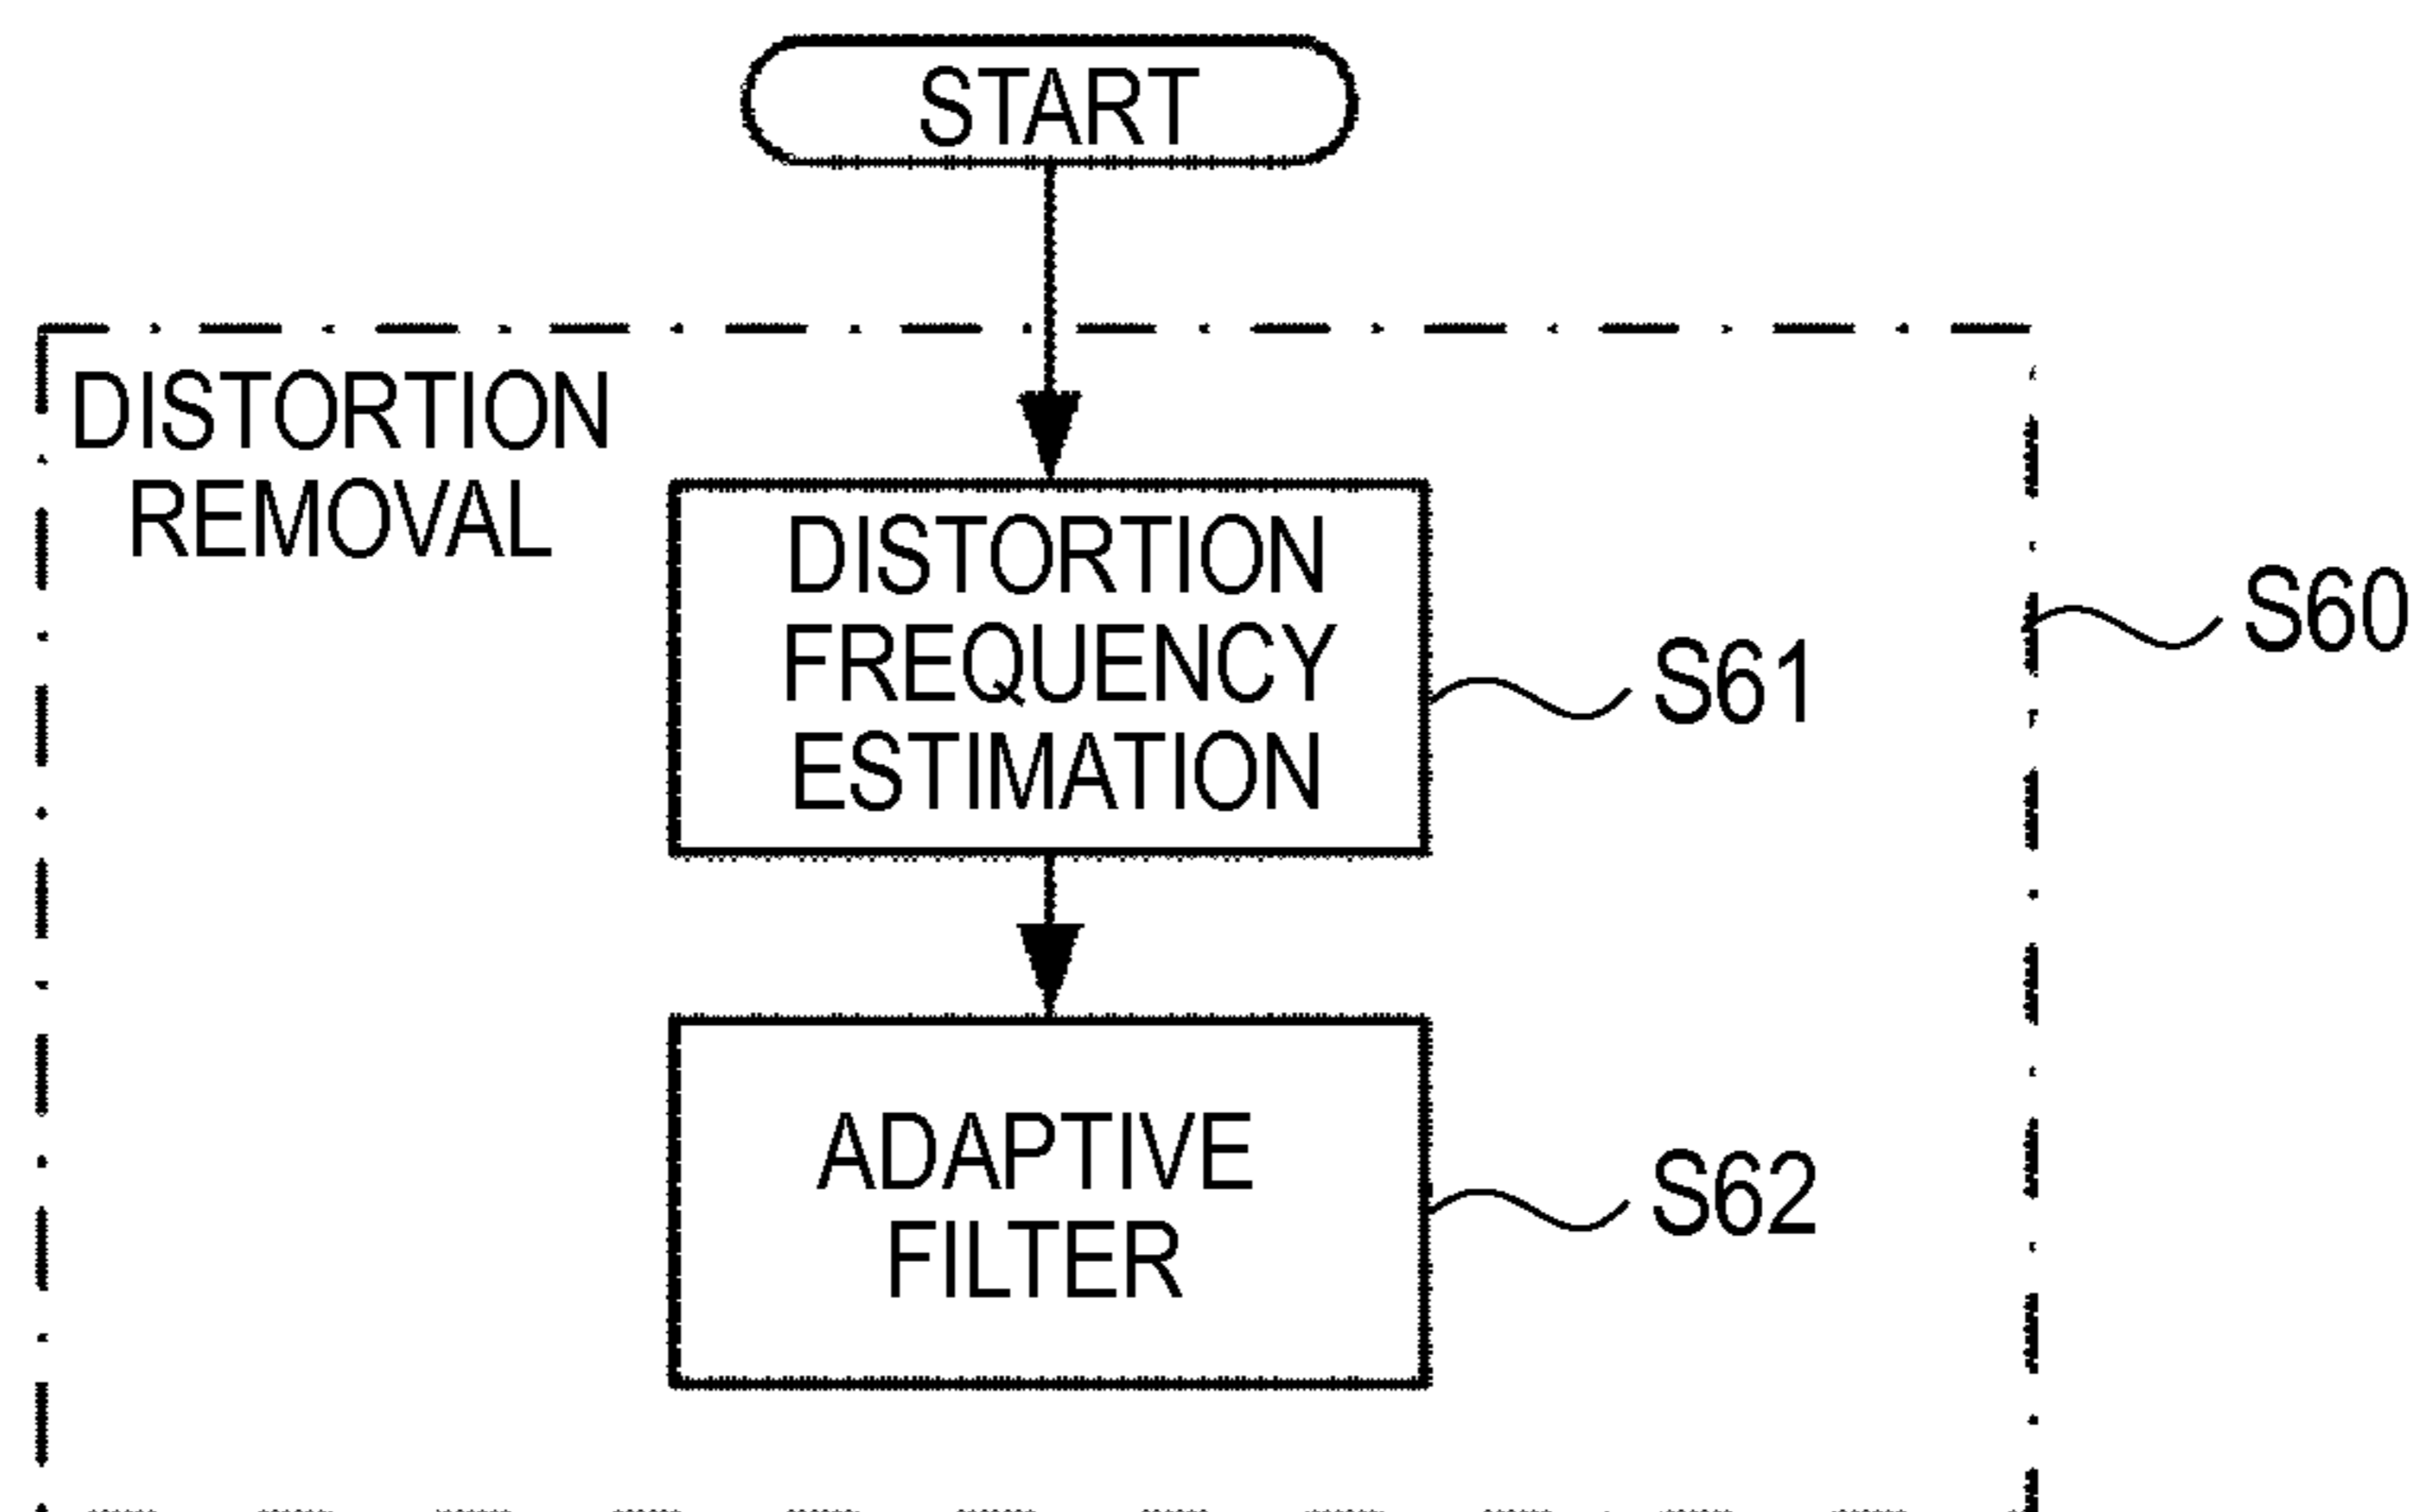 START
DISTORTION
REMOVAL
DISTORTION
FREQUENCY
ESTIMATION
S61
S60
ADAPTIVE
FILTER
S62